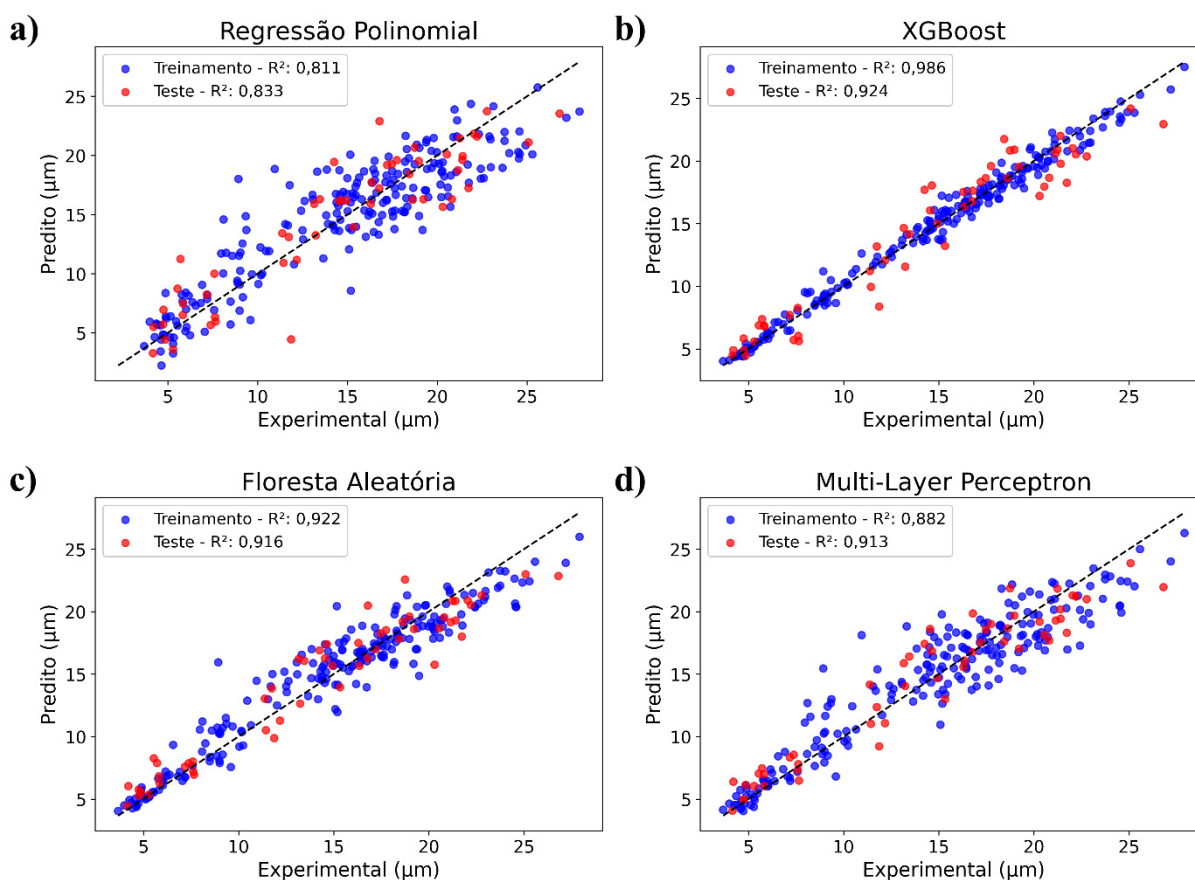 a)
Regressão Polinomial
Treinamento - R²: 0,811
Teste - R²: 0,833
Predito (µm)
25
20
15
10
5
5 10 15 20 25
Experimental (µm)
b)
XGBoost
Treinamento - R²: 0,986
Teste - R²: 0,924
Predito (µm)
25
20
15
10
5
5 10 15 20 25
Experimental (µm)
c)
Floresta Aleatória
Treinamento - R²: 0,922
Teste - R²: 0,916
Predito (µm)
25
20
15
10
5
5 10 15 20 25
Experimental (µm)
d)
Multi-Layer Perceptron
Treinamento - R²: 0,882
Teste - R²: 0,913
Predito (µm)
25
20
15
10
5
5 10 15 20 25
Experimental (µm)